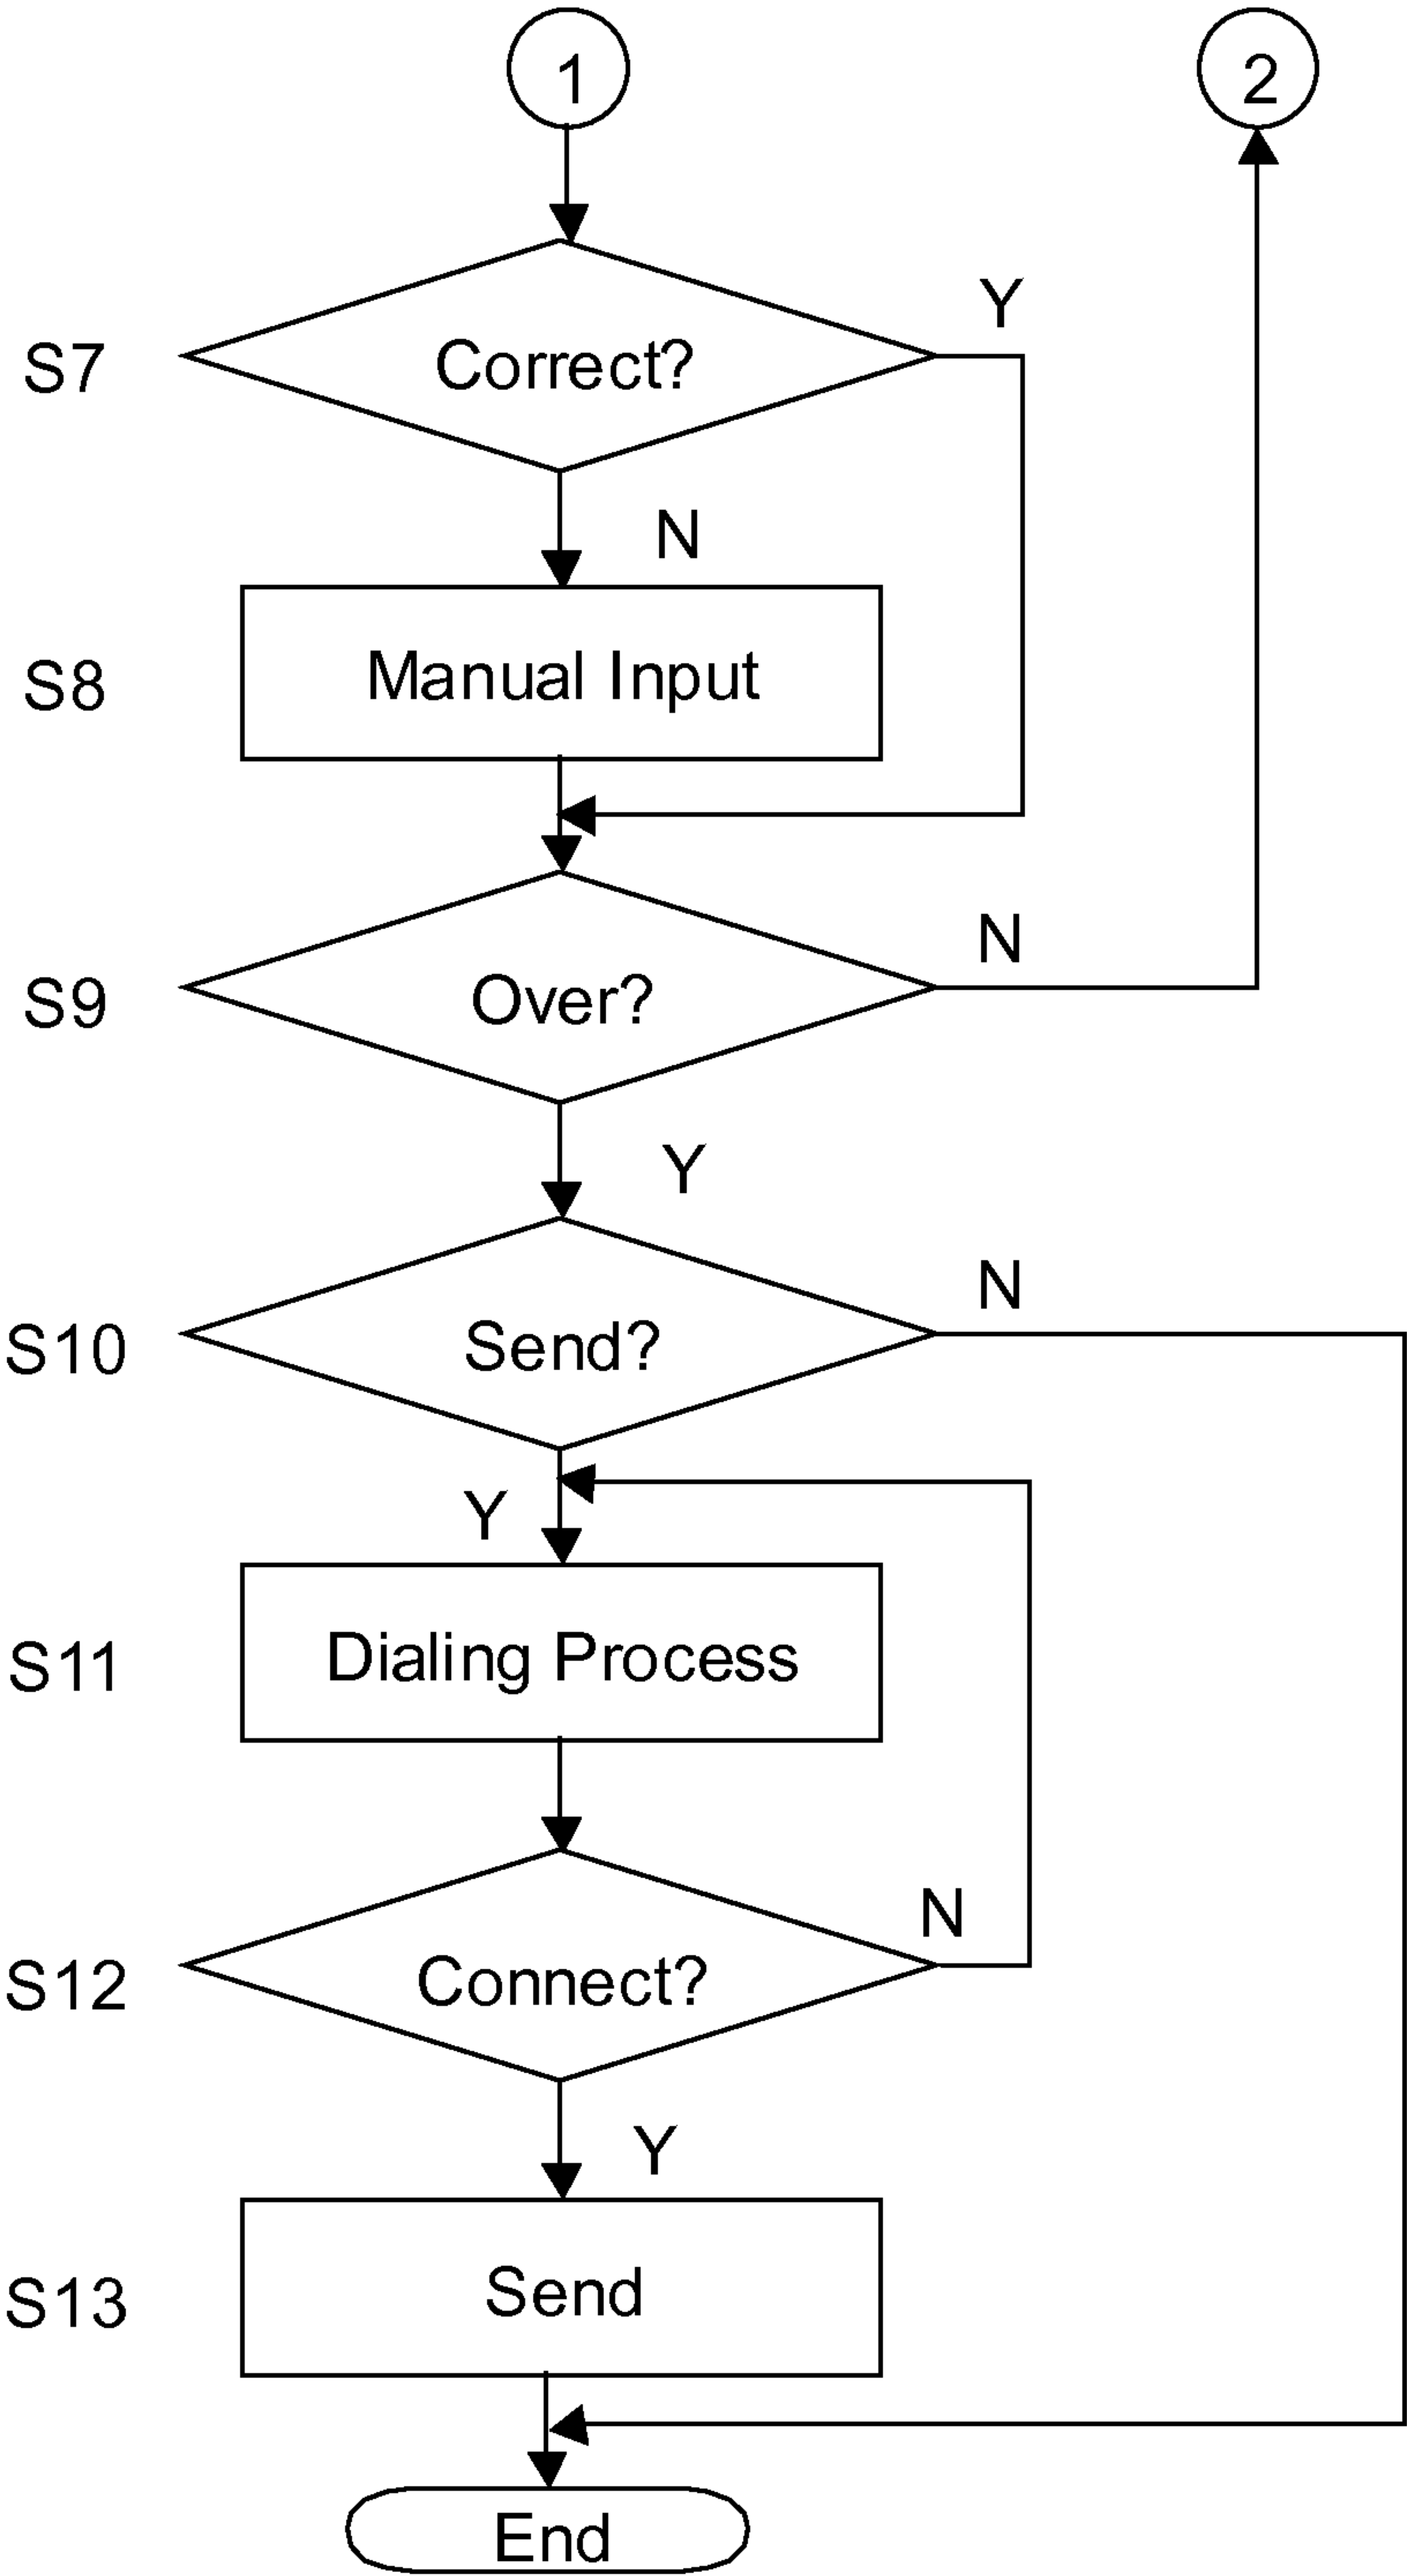 1
2
Y
S7
Correct?
N
S8
Manual Input
N
S9
Over?
Y
N
S10
Send?
Y
S11
Dialing Process
N
S12
Connect?
Y
S13
Send
End